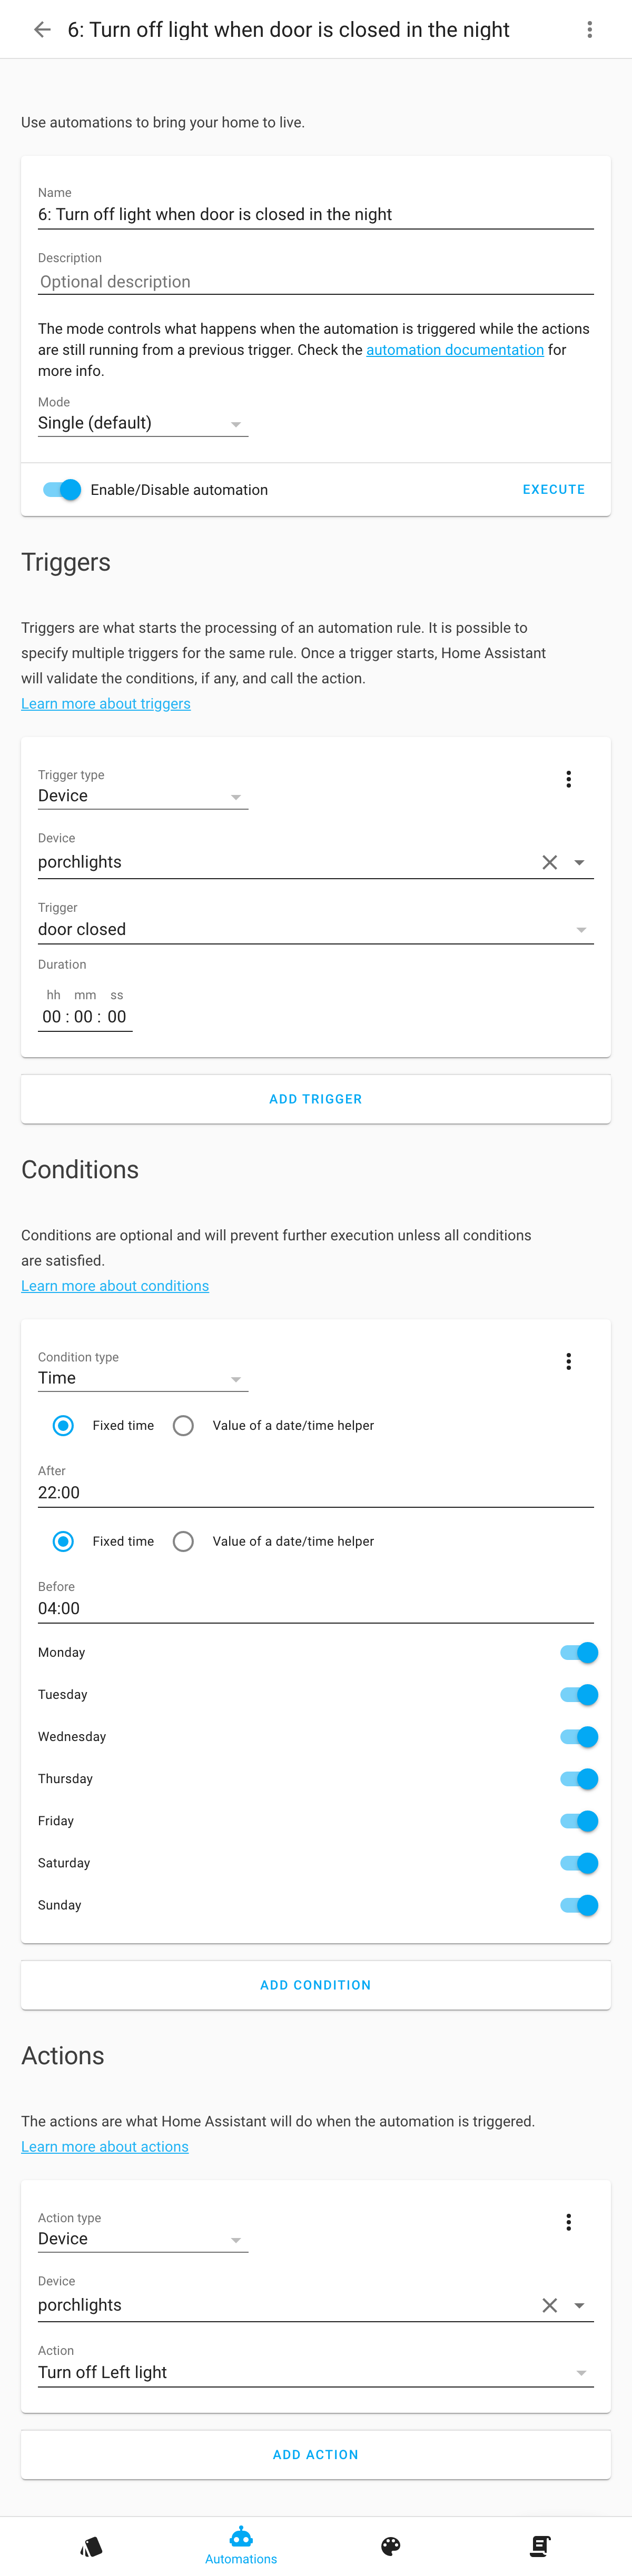 6: Turn off light when door is closed in the night
Use automations to bring your home to live.
Name
6: Turn off light when door is closed in the night
Description
Optional description
The mode controls what happens when the automation is triggered while the actions
are still running from a previous trigger. Check the automation documentation for
more info.
Mode
Single (default)
Enable/Disable automation
EXECUTE
Triggers
Triggers are what starts the processing of an automation rule. It is possible to
specify multiple triggers for the same rule. Once a trigger starts, Home Assistant
will validate the conditions, if any, and call the action.
Learn more about triggers
Trigger type
Device
Device
porchlights
Trigger
door closed
Duration
hh mm ss
00 : 00 : 00
ADD TRIGGER
Conditions
Conditions are optional and will prevent further execution unless all conditions
are satisfied.
Learn more about conditions
Condition type
Time
Fixed time Value of a date/time helper
After
22:00
Fixed time Value of a date/time helper
Before
04:00
Monday
Tuesday
Wednesday
Thursday
Friday
Saturday
Sunday
ADD CONDITION
Actions
The actions are what Home Assistant will do when the automation is triggered.
Learn more about actions
Action type
Device
Device
porchlights
Action
Turn off Left light
ADD ACTION
Automations